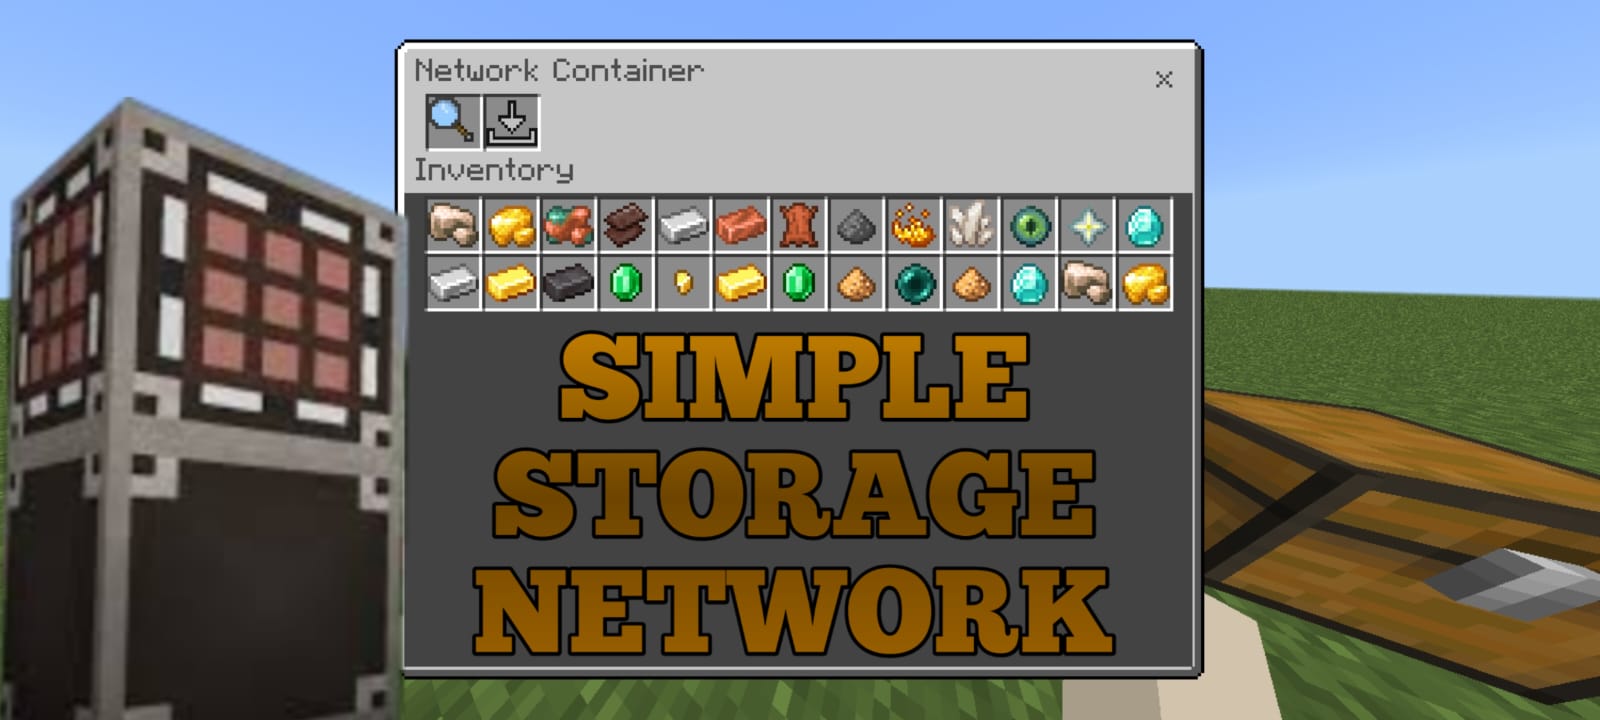 Network Container
Inventory
SIMPLE
STORAGE
NETWORK